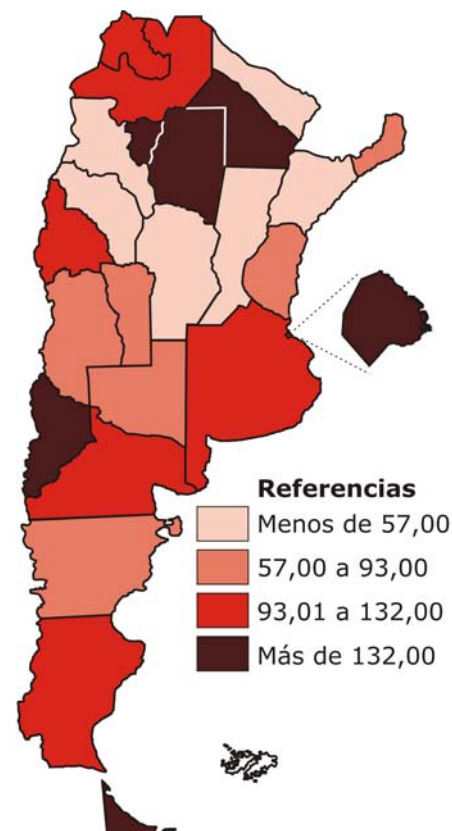 Referencias
Menos de 57,00
57,00 a 93,00
93,01 a 132,00
Más de 132,00